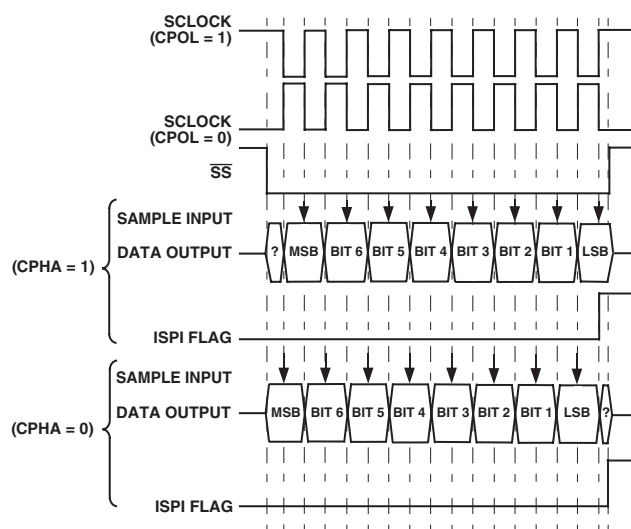 SCLOCK
(CPOL = 1)
SCLOCK
(CPOL = 0)
SS
SAMPLE INPUT
DATA OUTPUT
? MSB BIT 6 BIT 5 BIT 4 BIT 3 BIT 2 BIT 1 LSB
(CPHA = 1)
ISPI FLAG
SAMPLE INPUT
DATA OUTPUT
MSB BIT 6 BIT 5 BIT 4 BIT 3 BIT 2 BIT 1 LSB ?
(CPHA = 0)
ISPI FLAG